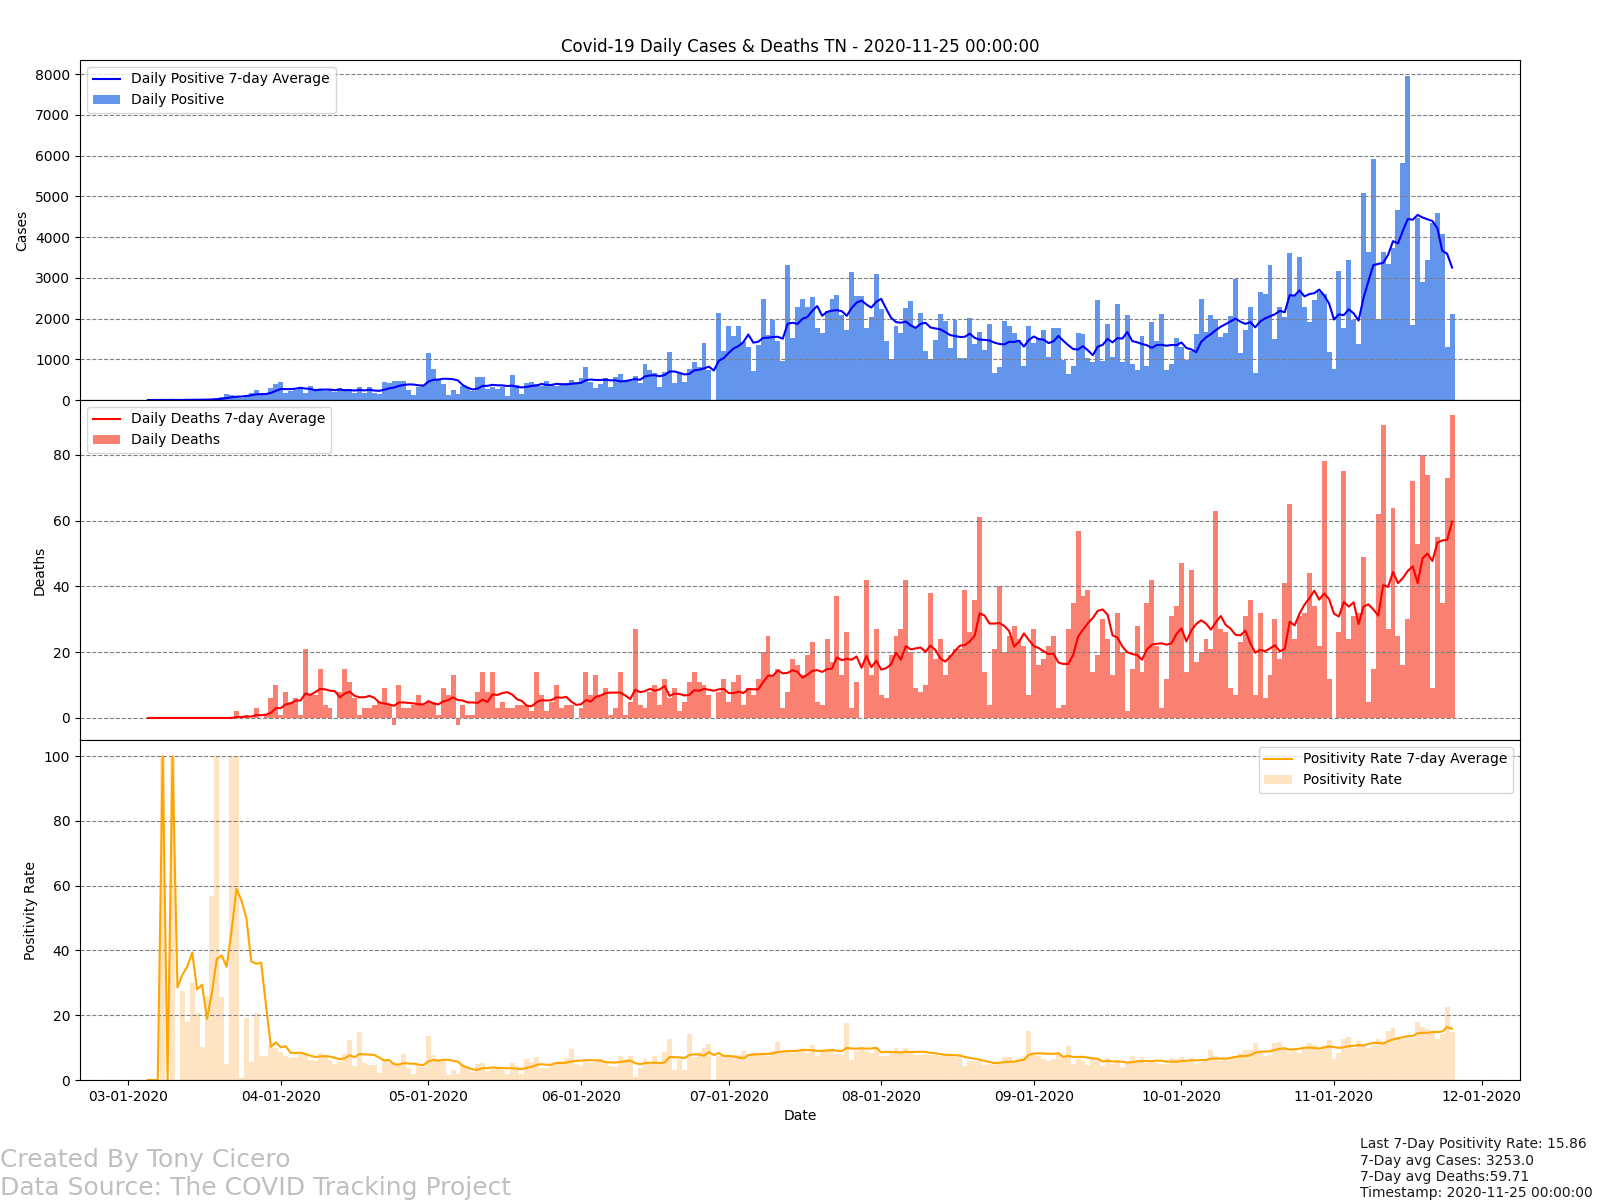 Covid-19 Daily Cases & Deaths TN - 2020-11-25 00:00:00
Daily Positive 7-day Average
Daily Positive
8000
7000
6000
5000
4000
3000
2000
1000
0
Cases
Daily Deaths 7-day Average
Daily Deaths
80
60
40
20
0
Deaths
Positivity Rate 7-day Average
Positivity Rate
100
80
60
40
20
0
Positivity Rate
03-01-2020 04-01-2020 05-01-2020 06-01-2020 07-01-2020 08-01-2020 09-01-2020 10-01-2020 11-01-2020 12-01-2020
Date
Created By Tony Cicero
Data Source: The COVID Tracking Project
Last 7-Day Positivity Rate: 15.86
7-Day avg Cases: 3253.0
7-Day avg Deaths:59.71
Timestamp: 2020-11-25 00:00:00